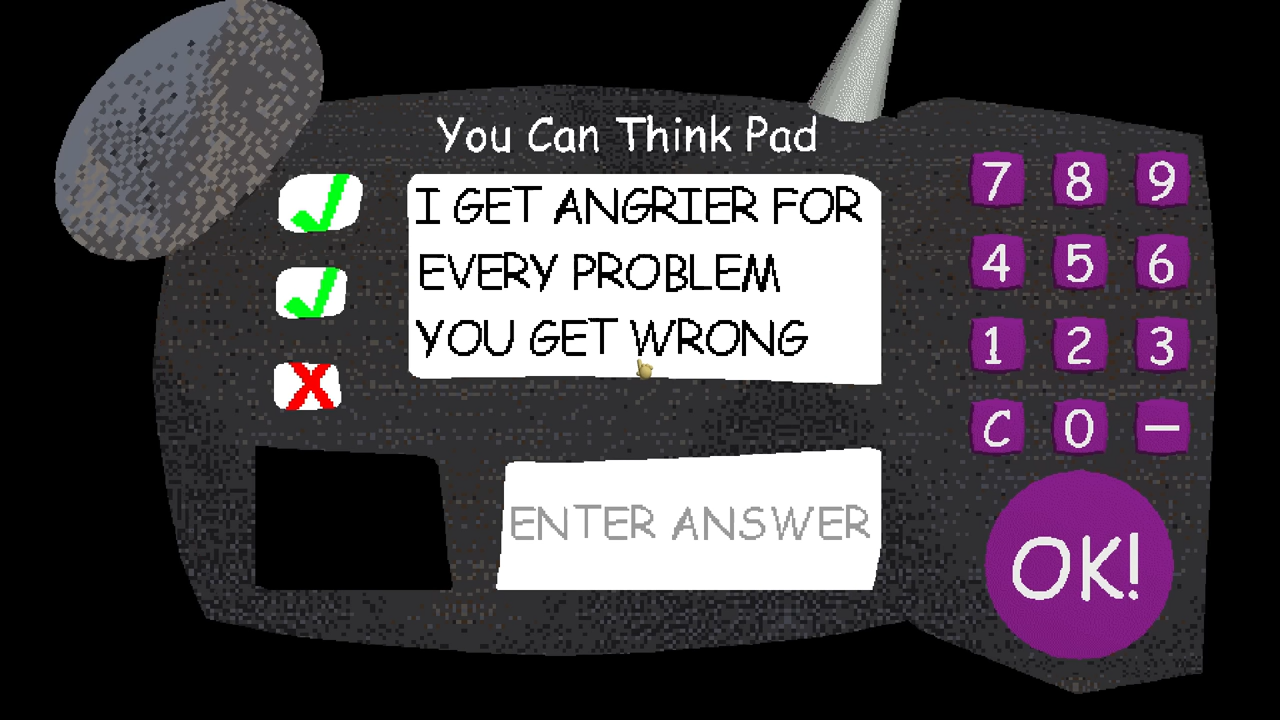 You Can Think Pad
I GET ANGRIER FOR
EVERY PROBLEM
YOU GET WRONG
ENTER ANSWER
7 8 9
4 5 6
1 2 3
C 0 −
OK!